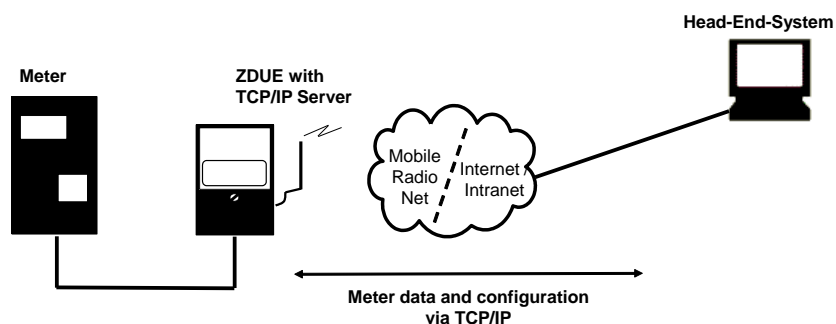 Head-End-System
Meter
ZDUE with
TCP/IP Server
Mobile
Radio
Net
Internet /
Intranet
Meter data and configuration
via TCP/IP